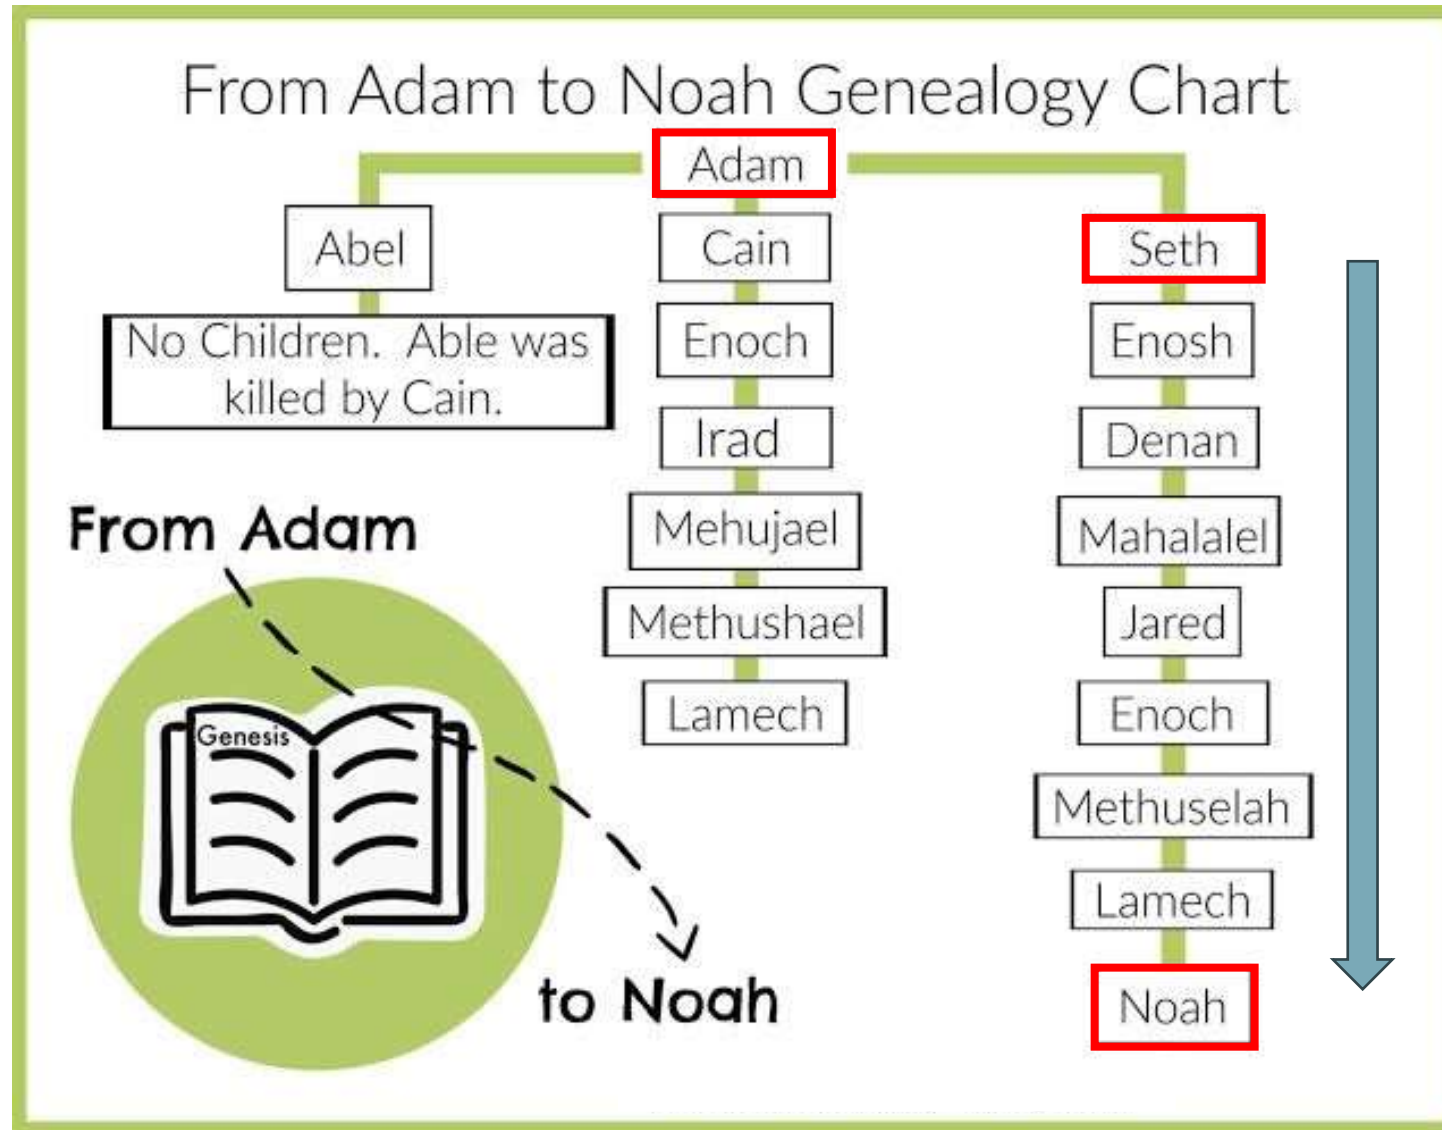 From Adam to Noah Genealogy Chart
Adam
Abel
No Children. Able was
killed by Cain.
Cain
Enoch
Irad
Mehujael
Methushael
Lamech
Seth
Enosh
Denan
Mahalalel
Jared
Enoch
Methuselah
Lamech
Noah
From Adam
Genesis
to Noah